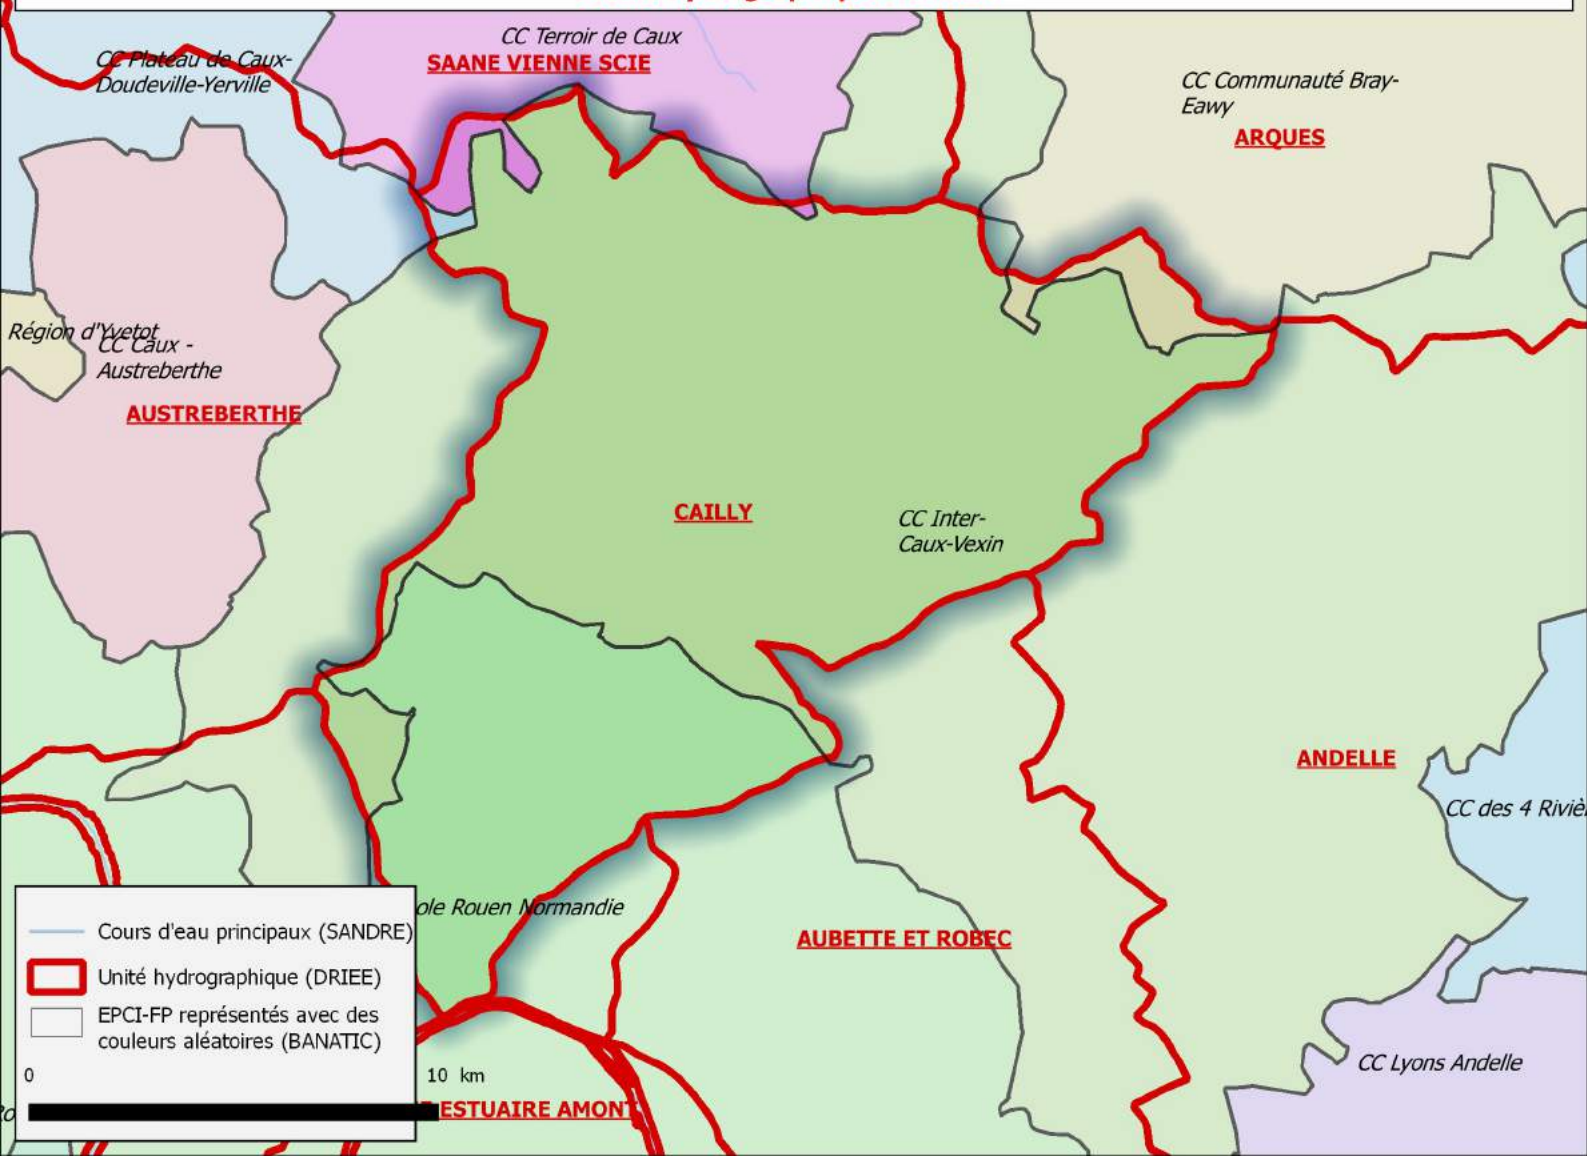 CC Terroir de Caux
SAANE VIENNE SCIE
CC Plateau de Caux-
Doudeville-Yerville
CC Communauté Bray-
Eawy
ARQUES
Région d'Yvetot
CC Caux -
Austreberthe
AUSTREBERTHE
CAILLY
CC Inter-
Caux-Vexin
ANDELLE
CC des 4 Riviè
ole Rouen Normandie
AUBETTE ET ROBEC
Cours d'eau principaux (SANDRE)
Unité hydrographique (DRIEE)
EPCI-FP représentés avec des
couleurs aléatoires (BANATIC)
CC Lyons Andelle
0 10 km
ESTUAIRE AMONT